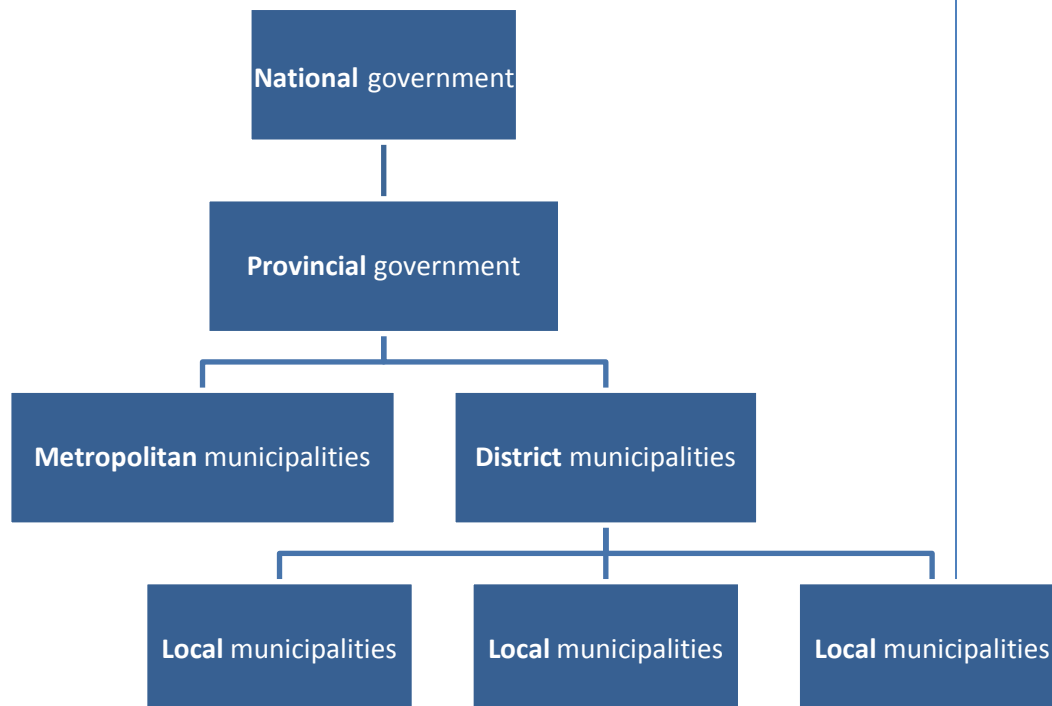 National government
Provincial government
Metropolitan municipalities
District municipalities
Local municipalities
Local municipalities
Local municipalities